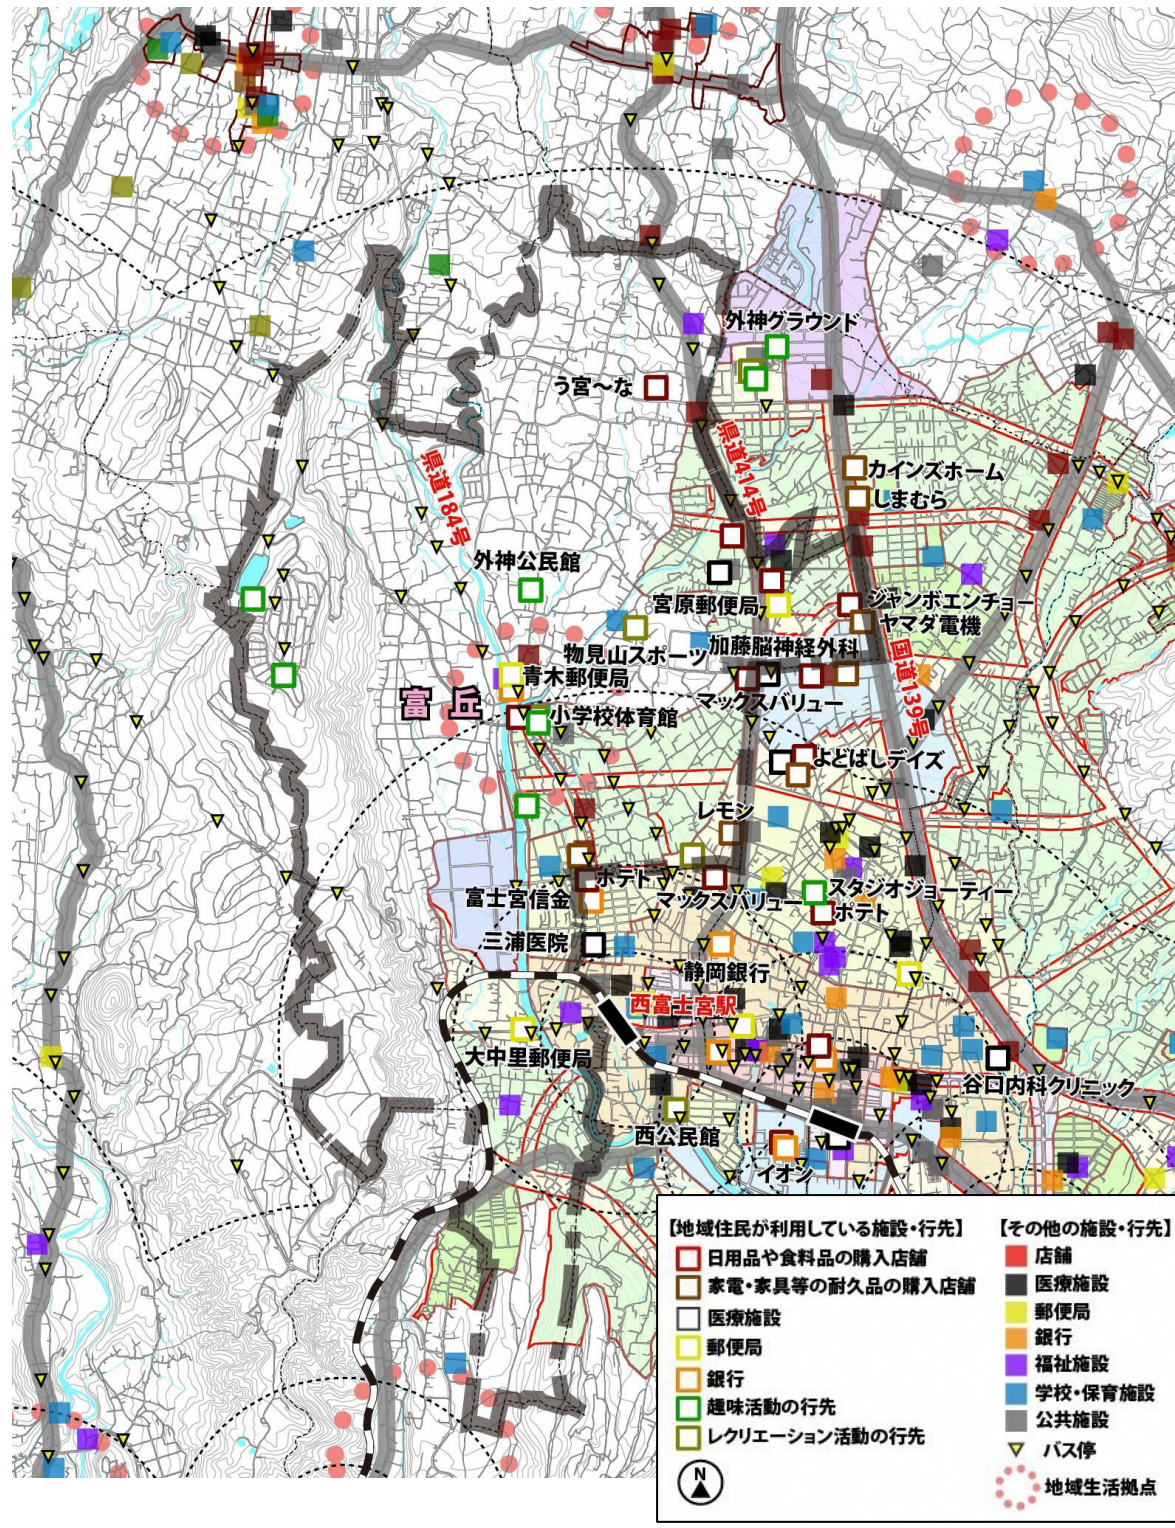 外神グラウンド
う宮〜な
県道414号
県道184号
カインズホーム
しまむら
外神公民館
宮原郵便局
ジャンボエンチョー
ヤマダ電機
物見山スポーツ
加藤脳神経外科
青木郵便局
マックスバリュー
国道139号
富丘
小学校体育館
よどばしデイズ
レモン
ポテト
マックスバリュー
スタジオジョーティー
富士宮信金
ポテト
三浦医院
静岡銀行
西富士宮駅
大中里郵便局
谷口内科クリニック
西公民館
イオン
【地域住民が利用している施設・行先】
日用品や食料品の購入店舗
家電・家具等の耐久品の購入店舗
医療施設
郵便局
銀行
趣味活動の行先
レクリエーション活動の行先
N
【その他の施設・行先】
店舗
医療施設
郵便局
銀行
福祉施設
学校・保育施設
公共施設
バス停
地域生活拠点